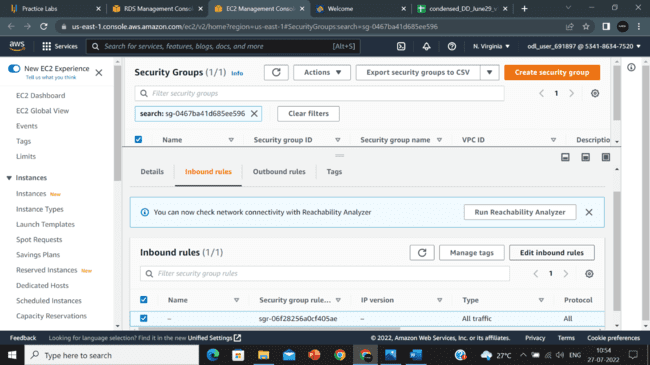 Practice Labs
RDS Management Consol
EC2 Management Consol
Welcome
condensed_DD_June29_v
us-east-1.console.aws.amazon.com/ec2/v2/home?region=us-east-1#SecurityGroups:search=sg-0467ba41d685ee596
aws
Services
Search for services, features, blogs, docs, and more
[Alt+S]
N. Virginia
od_user_691897 @ 5341-8634-7520
New EC2 Experience
Tell us what you think
EC2 Dashboard
EC2 Global View
Events
Tags
Limits
Instances
Instances New
Instance Types
Launch Templates
Spot Requests
Savings Plans
Reserved Instances New
Dedicated Hosts
Scheduled Instances
Capacity Reservations
Security Groups (1/1) Info
Actions
Export security groups to CSV
Create security group
Filter security groups
1
search: sg-0467ba41d685ee596
Clear filters
Name
Security group ID
Security group name
VPC ID
Descriptio
Details
Inbound rules
Outbound rules
Tags
You can now check network connectivity with Reachability Analyzer
Run Reachability Analyzer
Inbound rules (1/1)
Manage tags
Edit inbound rules
Filter security group rules
1
Name
Security group rule...
IP version
Type
Protocol
–
sgr-06f28256a0cf405ae
–
All traffic
All
Feedback
Looking for language selection? Find it in the new Unified Settings
© 2022, Amazon Web Services, Inc. or its affiliates.
Privacy
Terms
Cookie preferences
Type here to search
27°C
ENG
10:54
27-07-2022